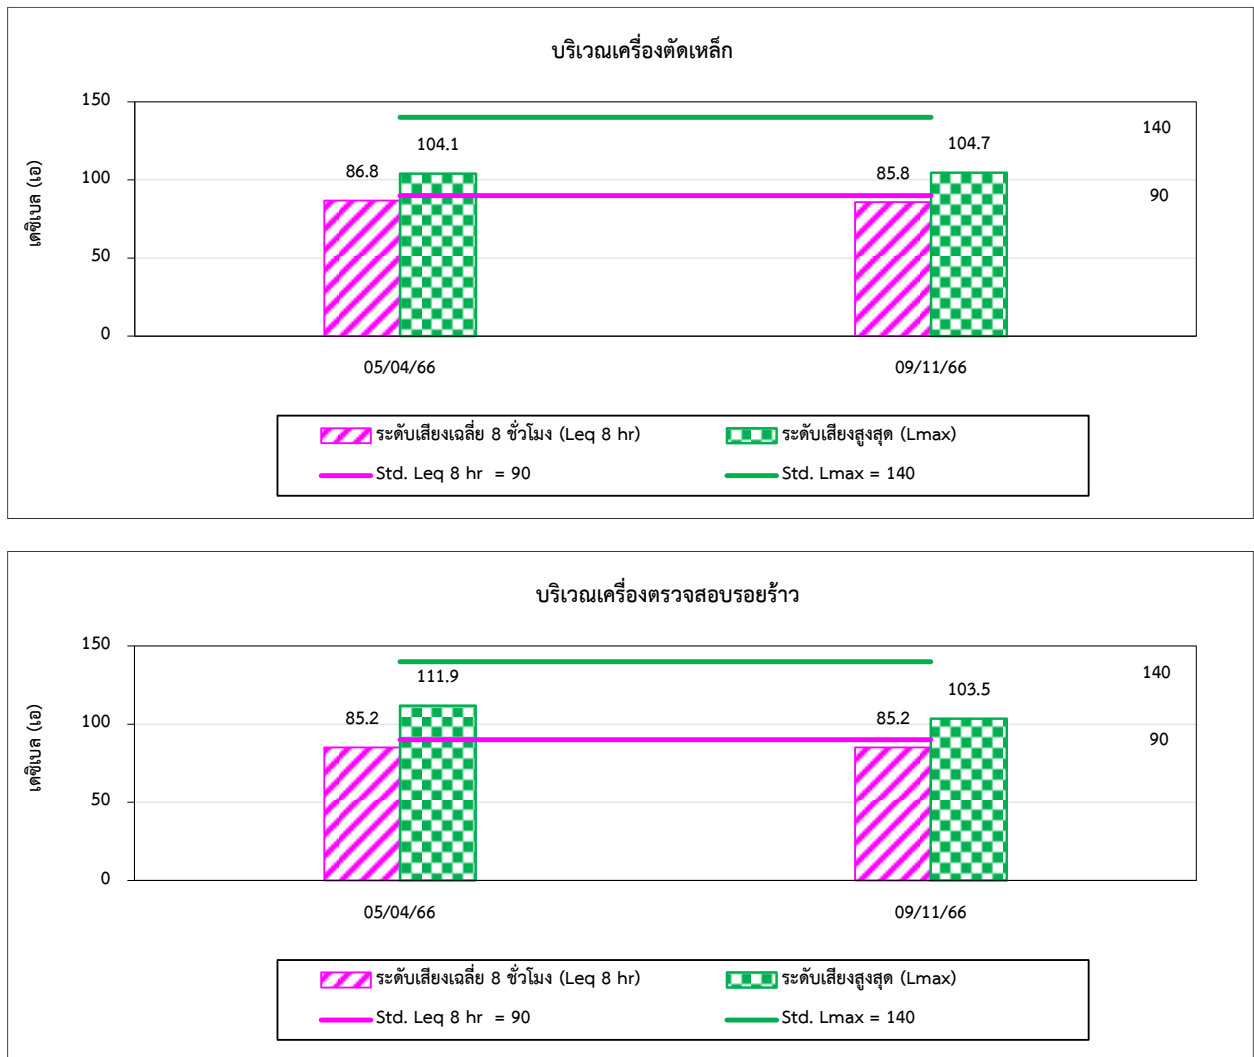 บริเวณเครื่องตัดเหล็ก
150
140
104.1
104.7
86.8
85.8
100
90
เดซิเบล (เอ)
50
0
05/04/66
09/11/66
ระดับเสียงเฉลี่ย 8 ชั่วโมง (Leq 8 hr)
ระดับเสียงสูงสุด (Lmax)
Std. Leq 8 hr = 90
Std. Lmax = 140
บริเวณเครื่องตรวจสอบรอยร้าว
150
140
111.9
103.5
85.2
85.2
100
90
เดซิเบล (เอ)
50
0
05/04/66
09/11/66
ระดับเสียงเฉลี่ย 8 ชั่วโมง (Leq 8 hr)
ระดับเสียงสูงสุด (Lmax)
Std. Leq 8 hr = 90
Std. Lmax = 140